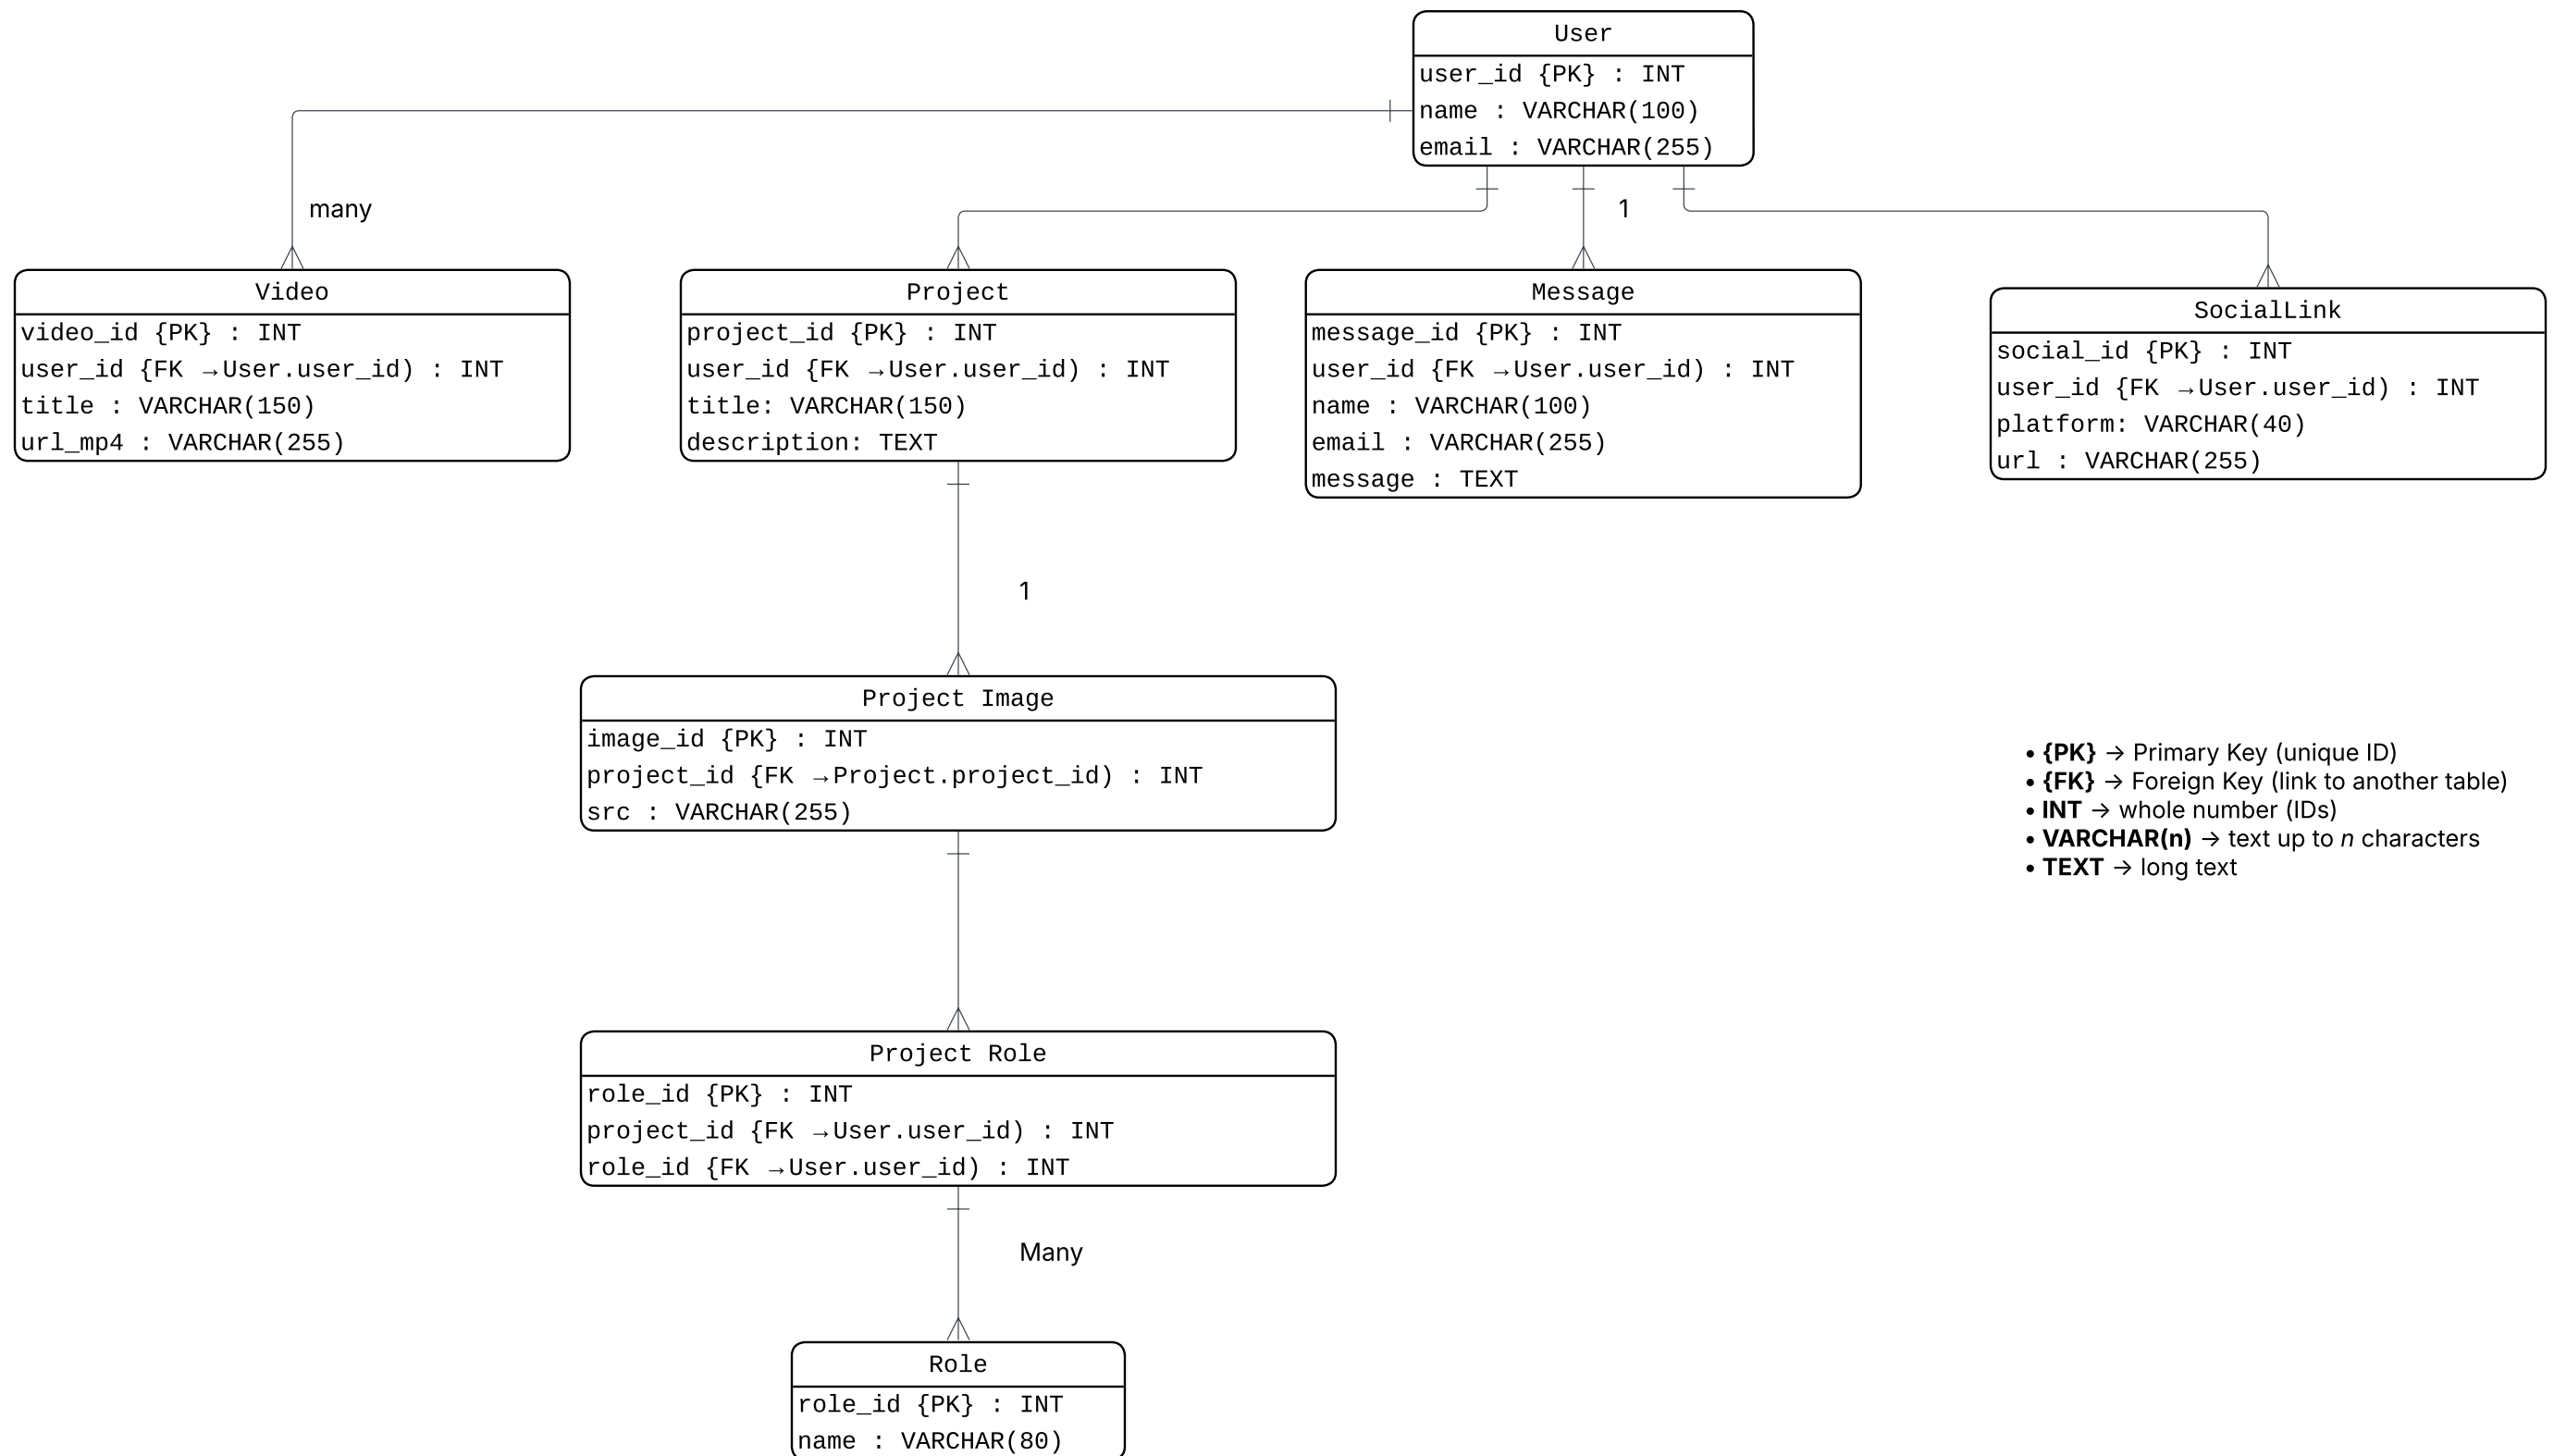 User
user_id {PK} : INT
name : VARCHAR(100)
email : VARCHAR(255)
many
1
Video
video_id {PK} : INT
user_id {FK →User.user_id) : INT
title : VARCHAR(150)
url_mp4 : VARCHAR(255)
Project
project_id {PK} : INT
user_id {FK →User.user_id) : INT
title: VARCHAR(150)
description: TEXT
Message
message_id {PK} : INT
user_id {FK →User.user_id) : INT
name : VARCHAR(100)
email : VARCHAR(255)
message : TEXT
SocialLink
social_id {PK} : INT
user_id {FK →User.user_id) : INT
platform: VARCHAR(40)
url : VARCHAR(255)
1
Project Image
image_id {PK} : INT
project_id {FK →Project.project_id) : INT
src : VARCHAR(255)
• {PK} → Primary Key (unique ID)
• {FK} → Foreign Key (link to another table)
• INT → whole number (IDs)
• VARCHAR(n) → text up to n characters
• TEXT → long text
Project Role
role_id {PK} : INT
project_id {FK →User.user_id) : INT
role_id {FK →User.user_id) : INT
Many
Role
role_id {PK} : INT
name : VARCHAR(80)